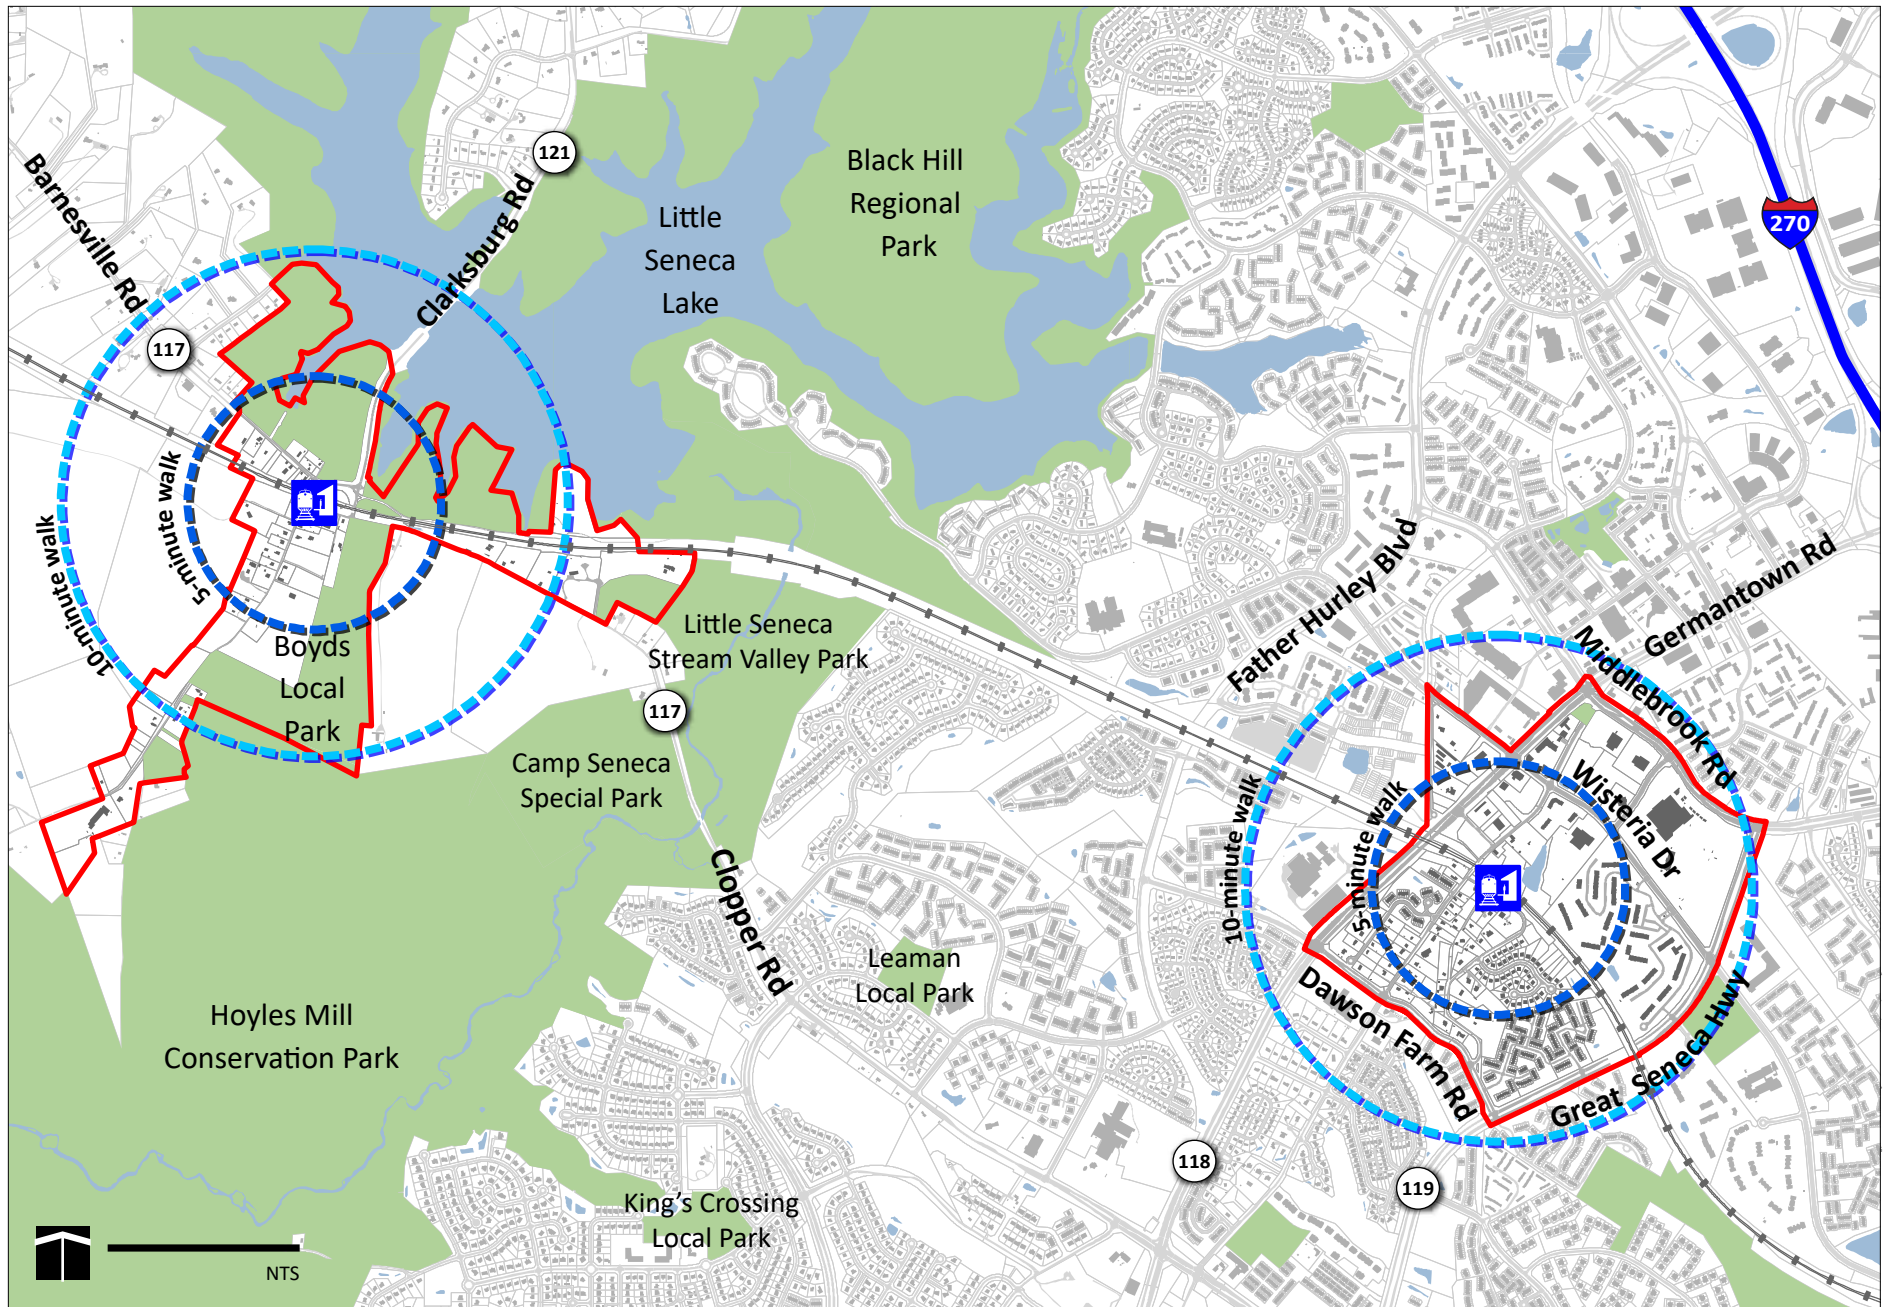 121
Black Hill
Regional
Park
Barnesville Rd
Clarksburg Rd
Little
Seneca
Lake
270
117
5-minute walk
10-minute walk
Boyds
Local
Park
Little Seneca
Stream Valley Park
117
Camp Seneca
Special Park
Father Hurley Blvd
Germantown Rd
Middlebrook Rd
Wisteria Dr
5-minute walk
10-minute walk
Clopper Rd
Leaman
Local Park
Dawson Farm Rd
Great Seneca Hwy
Hoyles Mill
Conservation Park
118
119
King's Crossing
Local Park
NTS